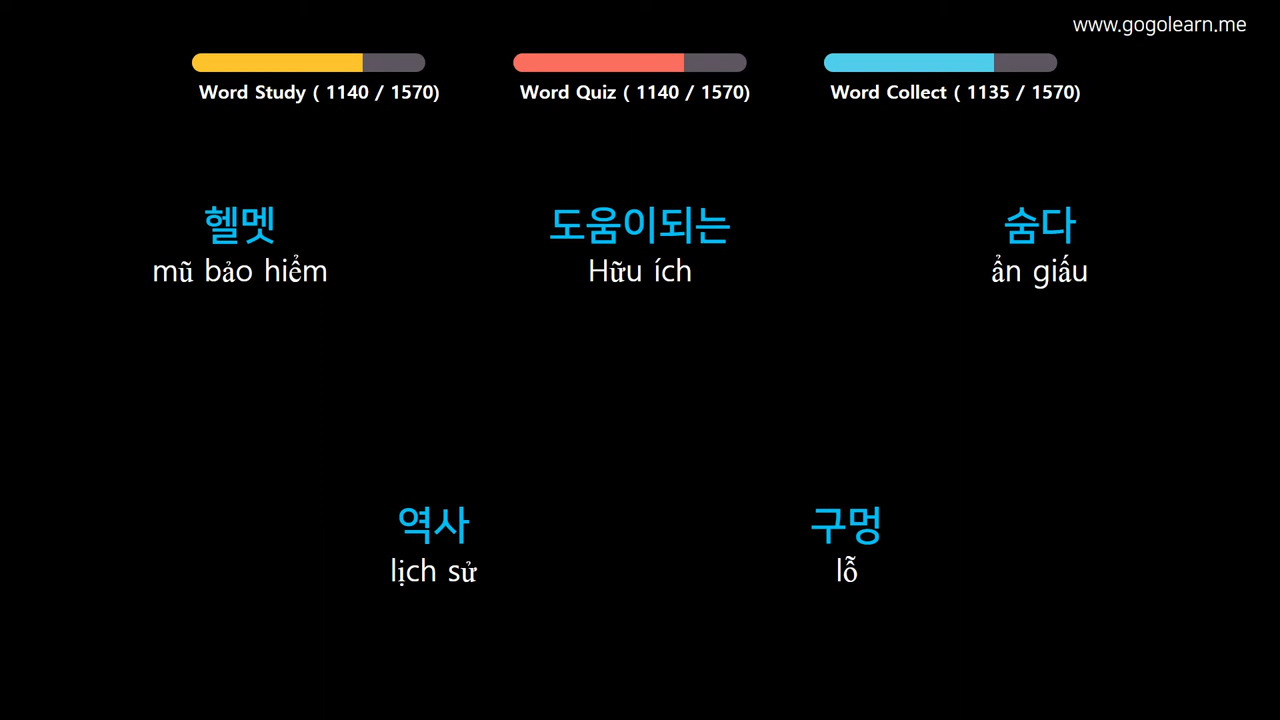 www.gogolearn.me
Word Study ( 1140 / 1570)
Word Quiz ( 1140 / 1570)
Word Collect ( 1135 / 1570)
헬멧
mũ bảo hiểm
도움이되는
Hữu ích
숨다
ẩn giấu
역사
lịch sử
구멍
lỗ